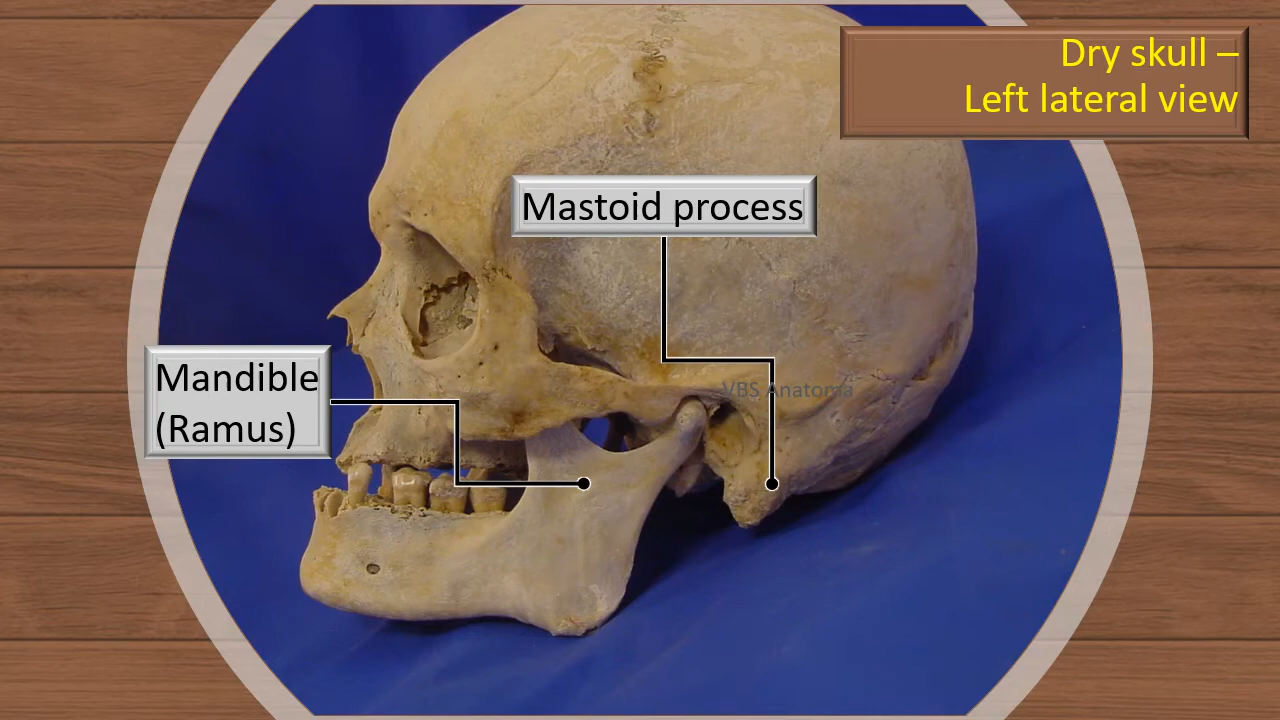 Dry skull –
Left lateral view
Mastoid process
Mandible
(Ramus)
VBS Anatomia